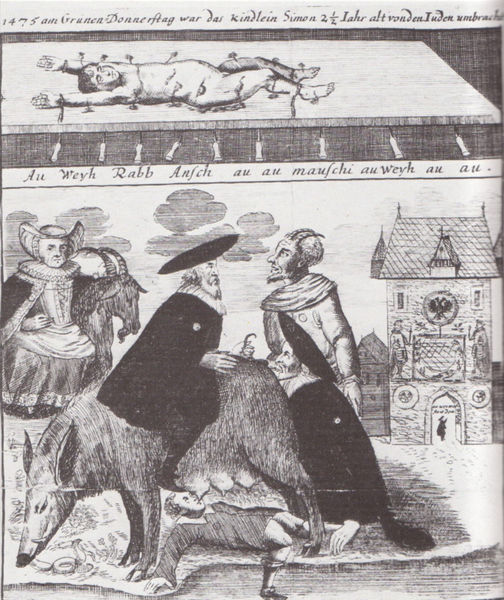 1475 am Grunen Donnerstag war das Kindlein Simon 2½ Iahr alt von den Iuden
Au Weyh Rabb Ansch au au mauschi au weyh au au.